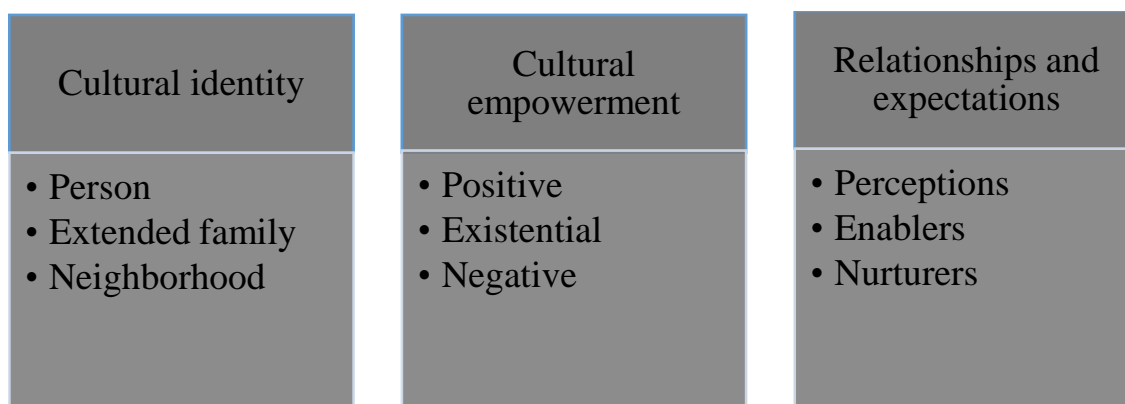 Cultural identity
• Person
• Extended family
• Neighborhood
Cultural
empowerment
• Positive
• Existential
• Negative
Relationships and
expectations
• Perceptions
• Enablers
• Nurturers